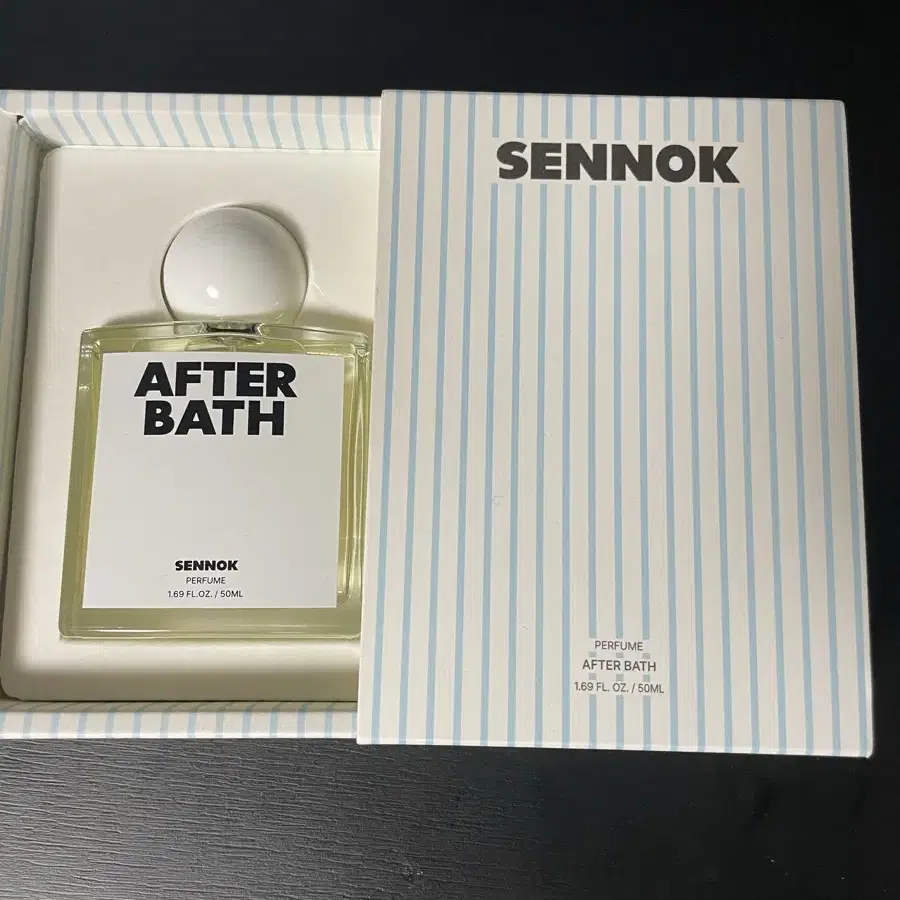 AFTER
BATH
SENNOK
PERFUME
1.69 FL.OZ. / 50ML
SENNOK
PERFUME
AFTER BATH
1.69 FL. OZ. / 50ML